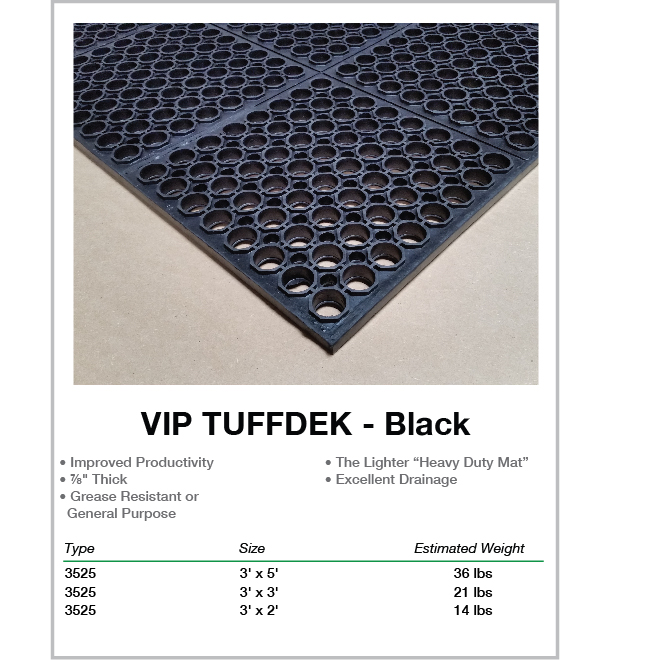 VIP TUFFDEK - Black
• Improved Productivity
• ⅞" Thick
• Grease Resistant or
General Purpose
• The Lighter “Heavy Duty Mat”
• Excellent Drainage
Type Size Estimated Weight
3525 3' x 5' 36 lbs
3525 3' x 3' 21 lbs
3525 3' x 2' 14 lbs